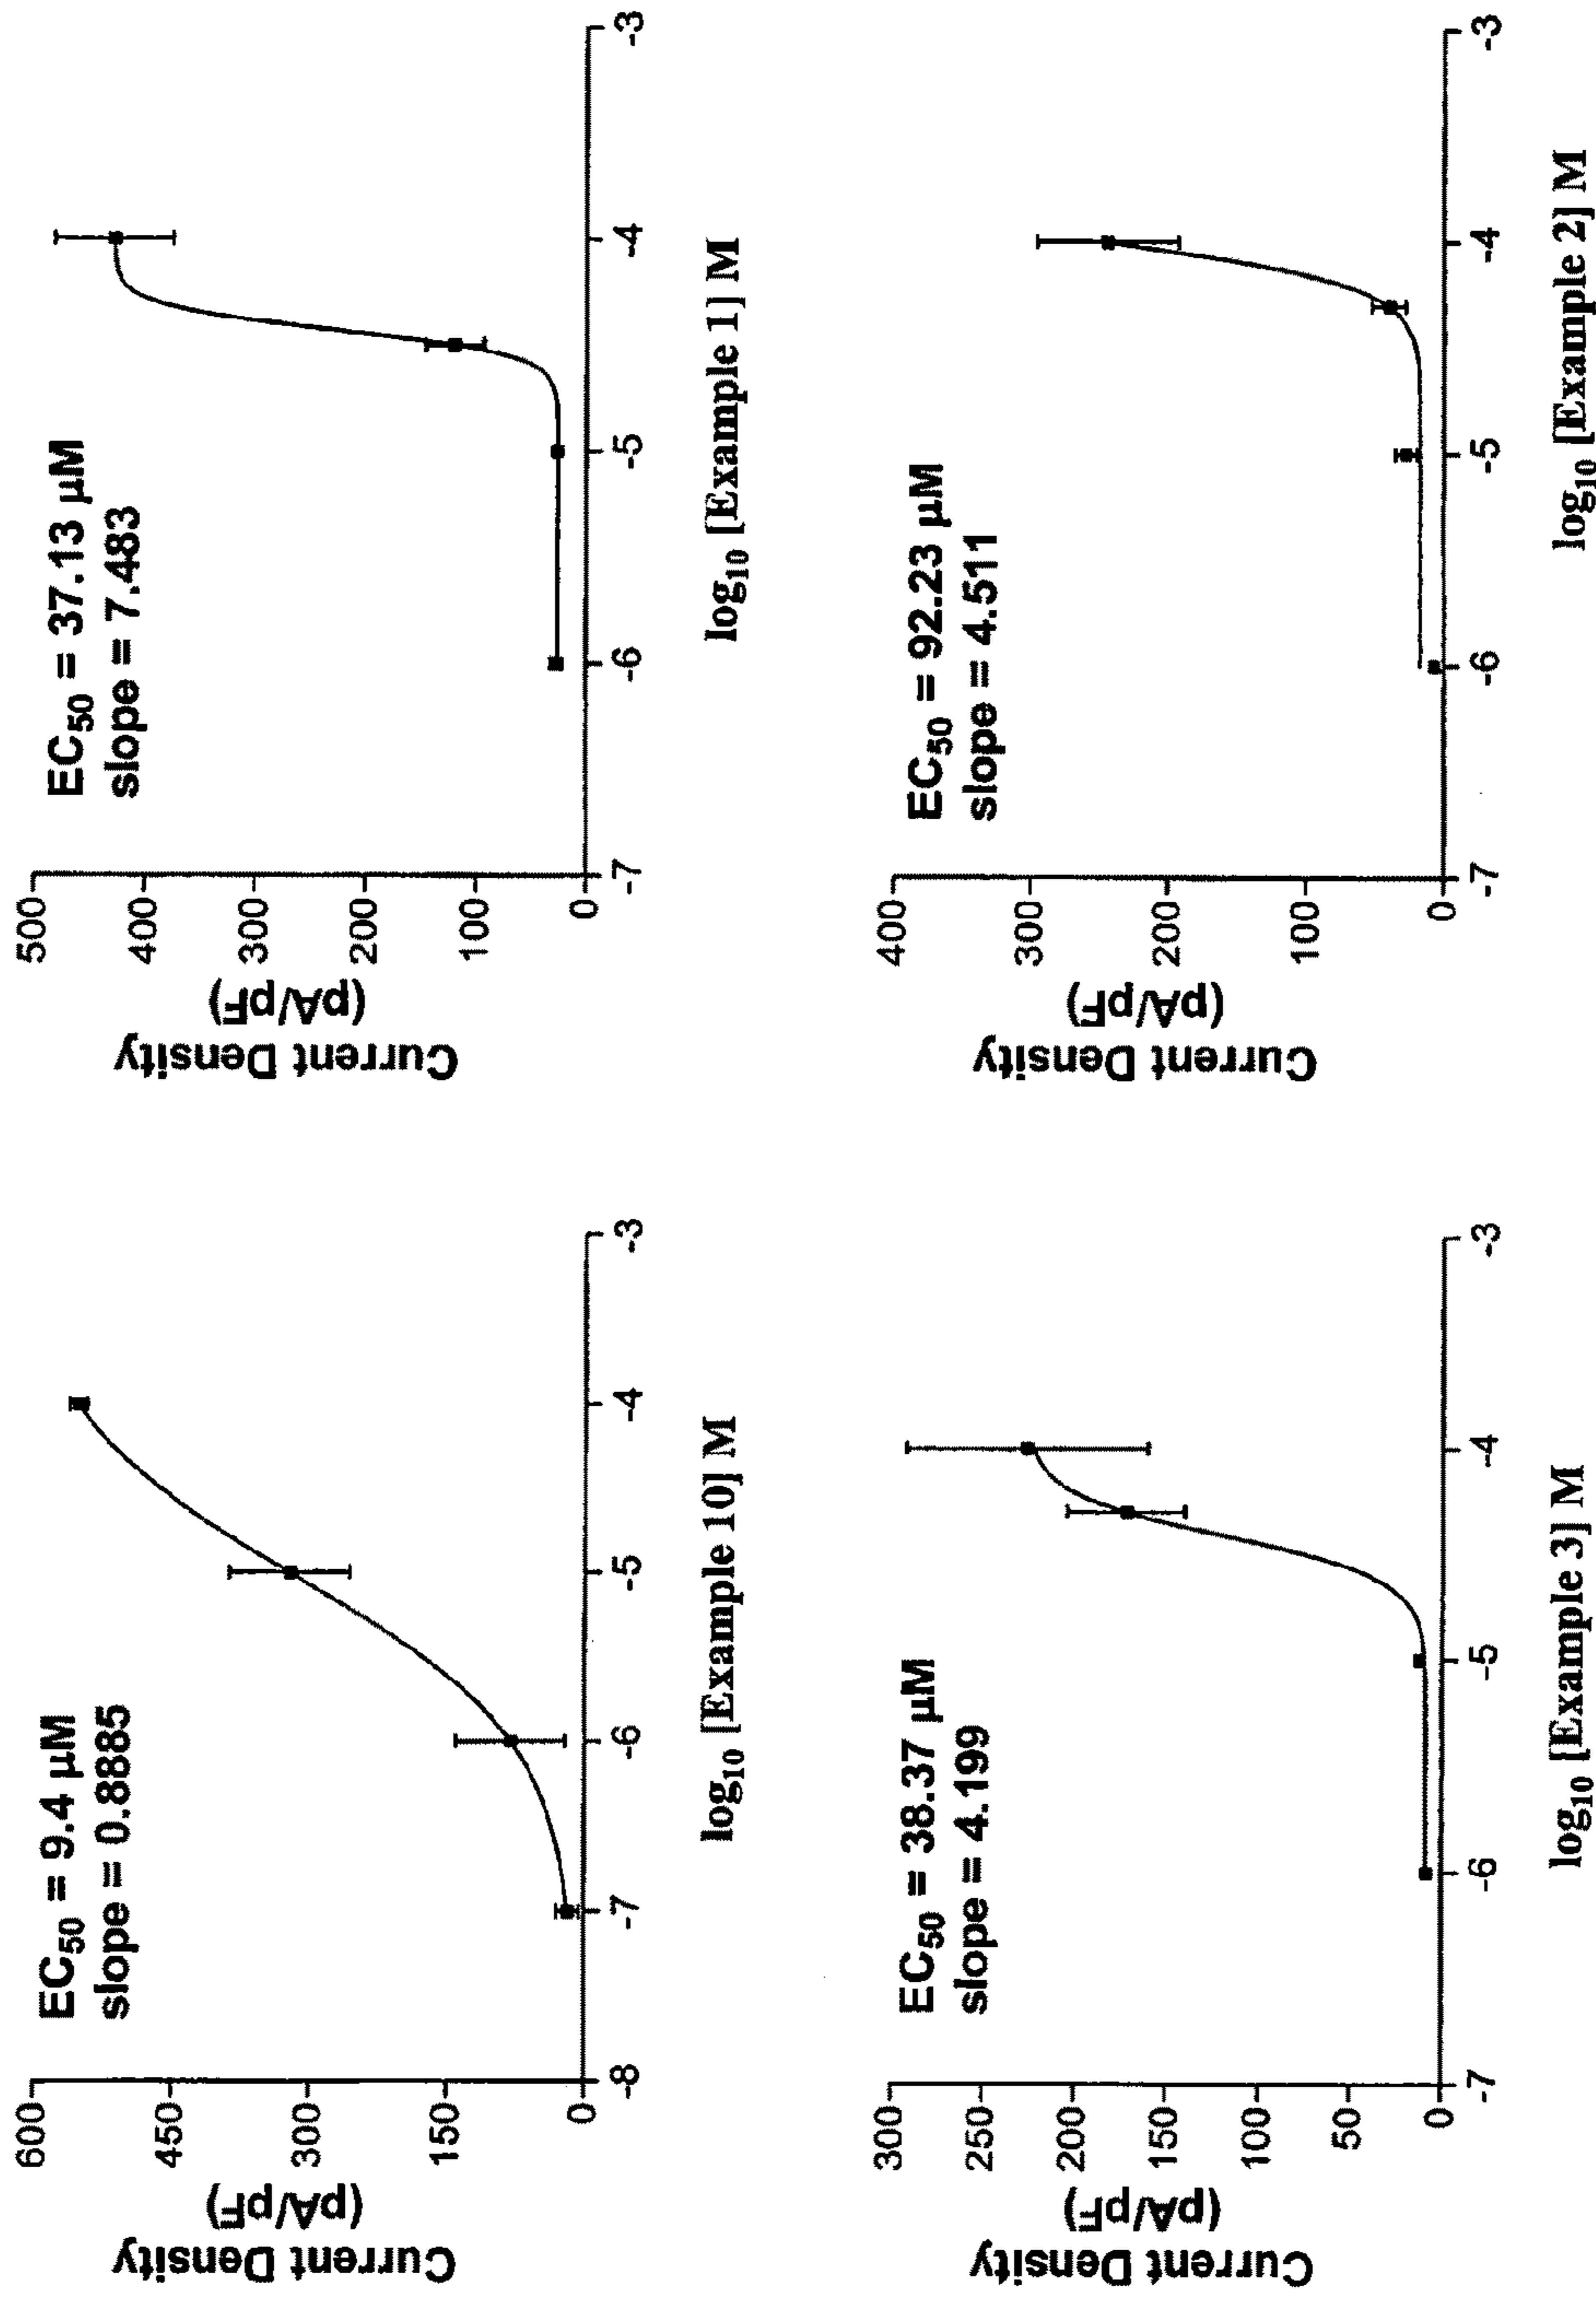 EC50 = 9.4 µM
slope = 0.8885
Current Density
(pA/pF)
600
450
300
150
0
-8
-7
-6
-5
-4
-3
log10 [Example 10] M
EC50 = 37.13 µM
slope = 7.483
Current Density
(pA/pF)
500
400
300
200
100
0
-7
-6
-5
-4
-3
log10 [Example 1] M
EC50 = 38.37 µM
slope = 4.199
Current Density
(pA/pF)
300
250
200
150
100
50
0
-7
-6
-5
-4
-3
log10 [Example 3] M
EC50 = 92.23 µM
slope = 4.511
Current Density
(pA/pF)
400
300
200
100
0
-7
-6
-5
-4
-3
log10 [Example 2] M